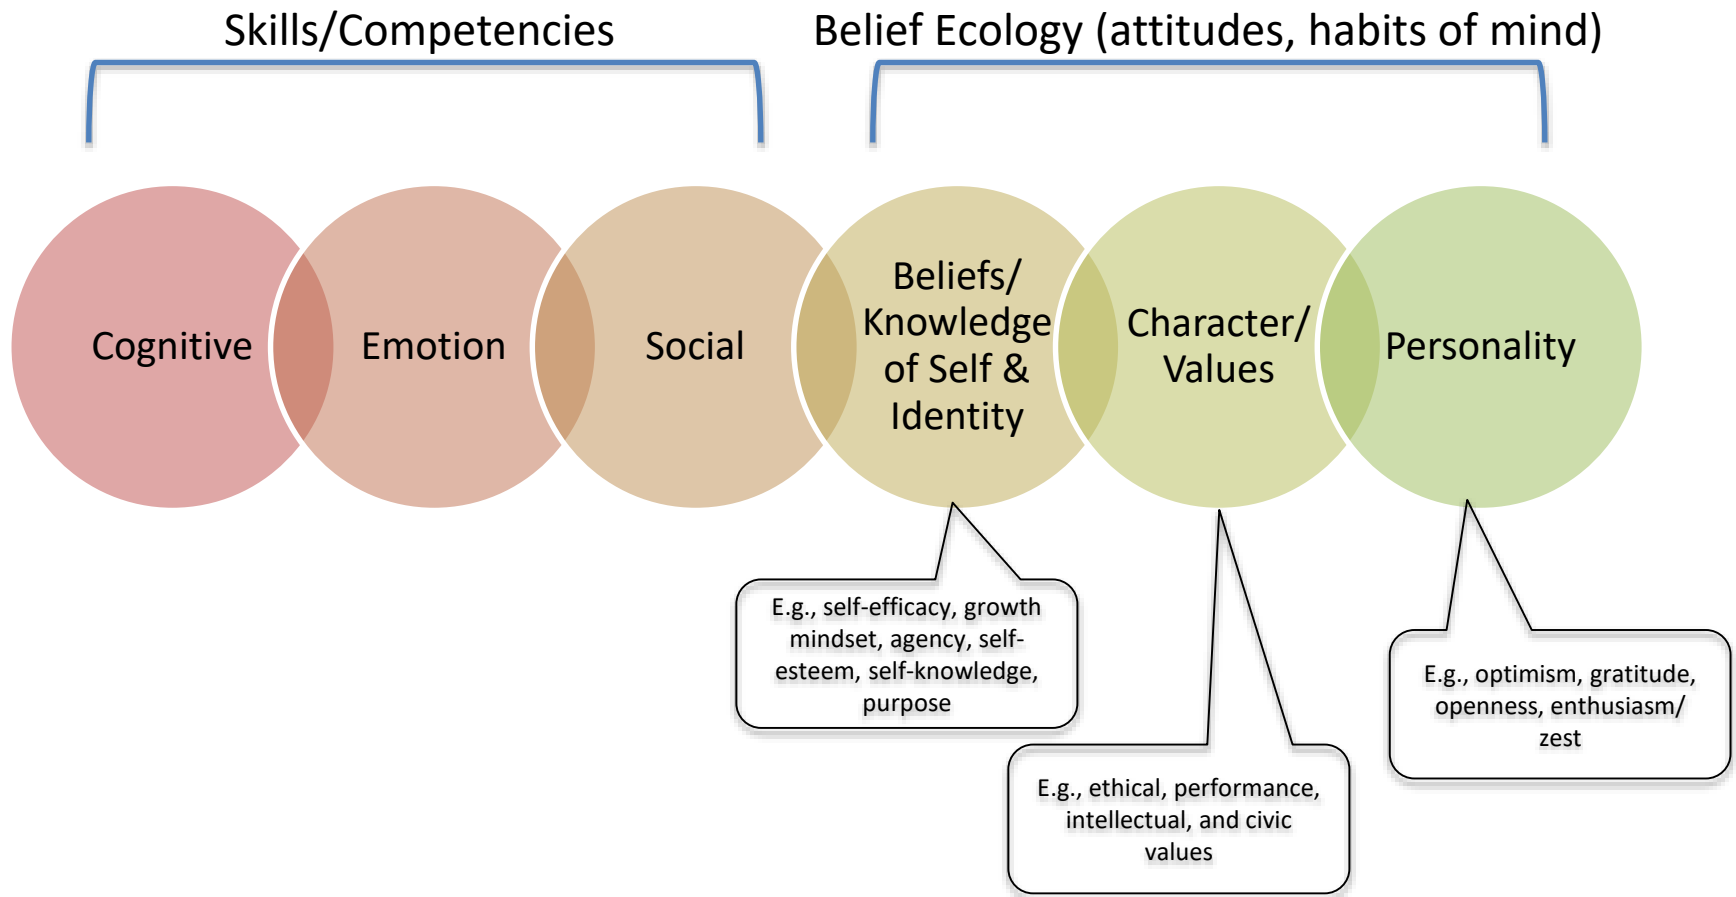 Skills/Competencies
Belief Ecology (attitudes, habits of mind)
Cognitive
Emotion
Social
Beliefs/
Knowledge
of Self &
Identity
Character/
Values
Personality
E.g., self-efficacy, growth
mindset, agency, self-
esteem, self-knowledge,
purpose
E.g., ethical, performance,
intellectual, and civic
values
E.g., optimism, gratitude,
openness, enthusiasm/
zest